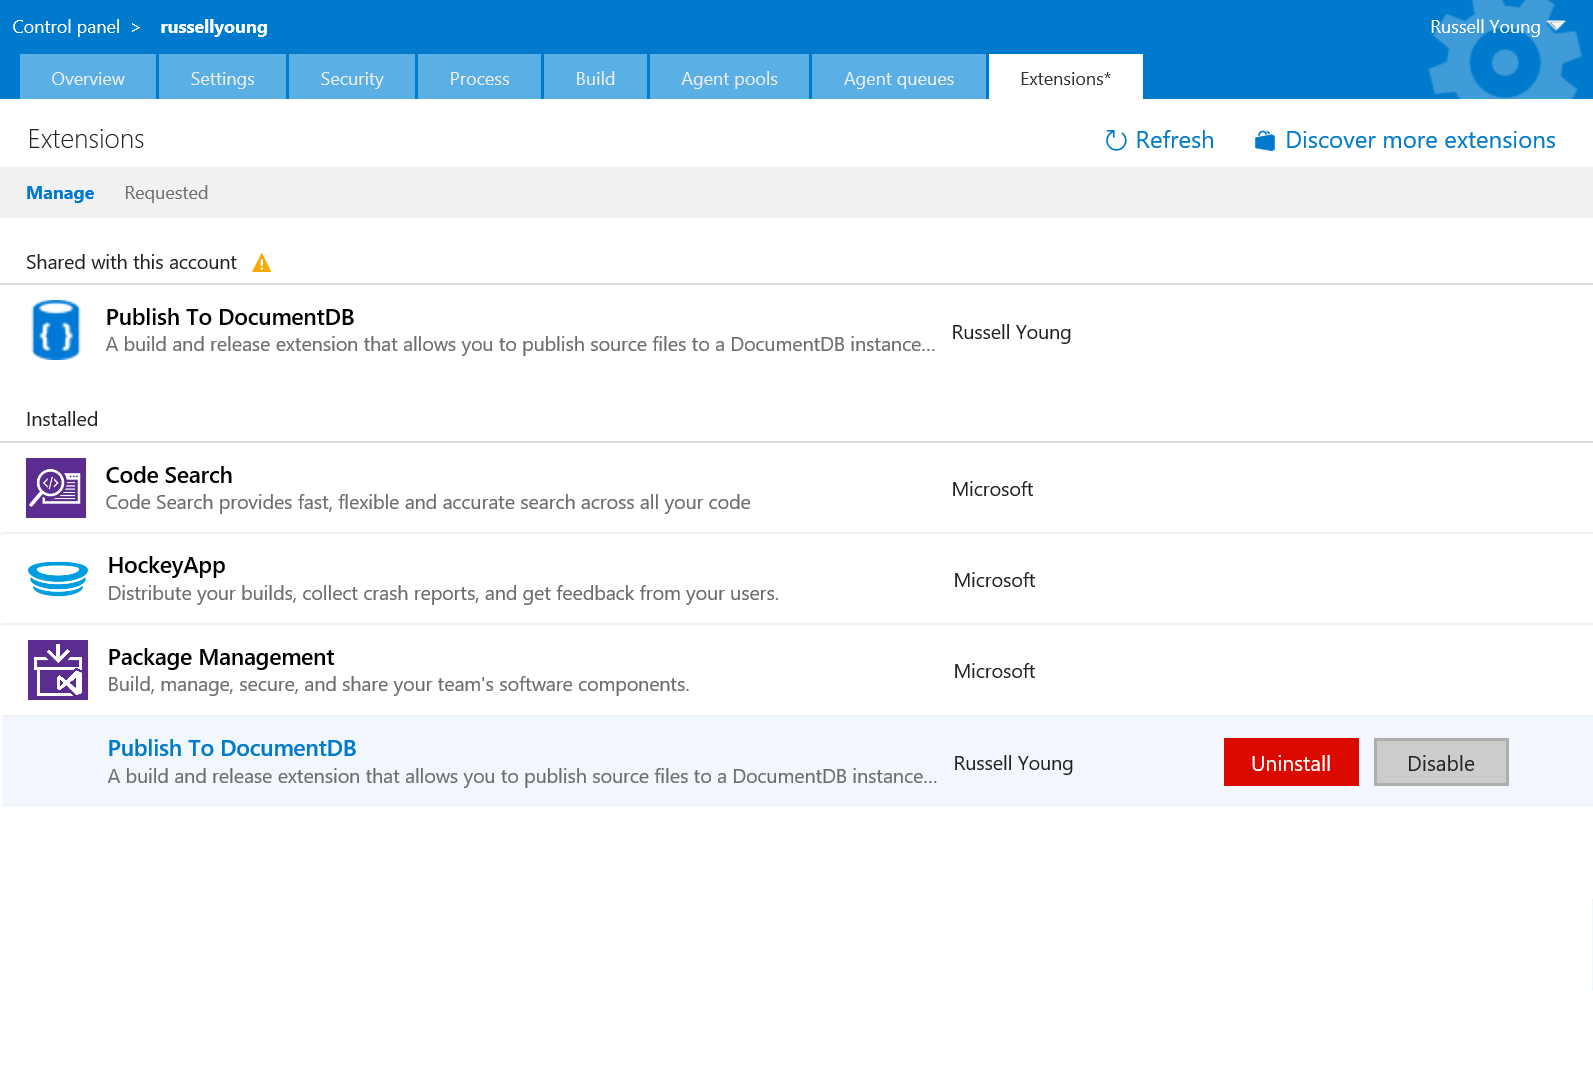 Control panel > russellyoung
Russell Young
Overview Settings Security Process Build Agent pools Agent queues Extensions*
Extensions
Refresh Discover more extensions
Manage Requested
Shared with this account
Publish To DocumentDB
A build and release extension that allows you to publish source files to a DocumentDB instance...
Russell Young
Installed
Code Search
Code Search provides fast, flexible and accurate search across all your code
Microsoft
HockeyApp
Distribute your builds, collect crash reports, and get feedback from your users.
Microsoft
Package Management
Build, manage, secure, and share your team's software components.
Microsoft
Publish To DocumentDB
A build and release extension that allows you to publish source files to a DocumentDB instance...
Russell Young
Uninstall Disable